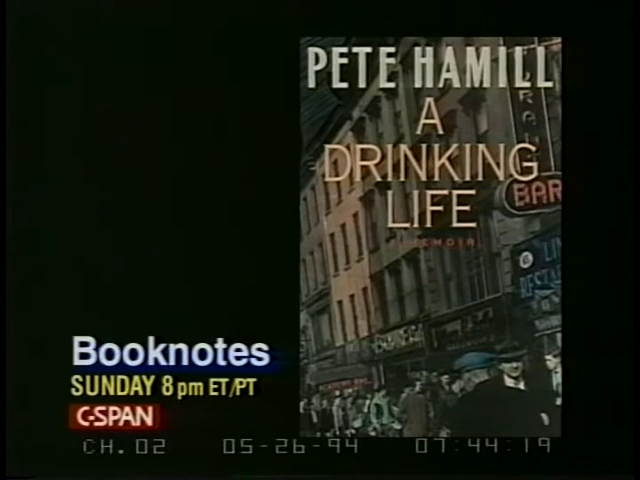 PETE HAMILL
A
DRINKING
LIFE
BAR
Booknotes
SUNDAY 8 pm ET/PT
C-SPAN
CH. 02 05-26-94 07:44:19